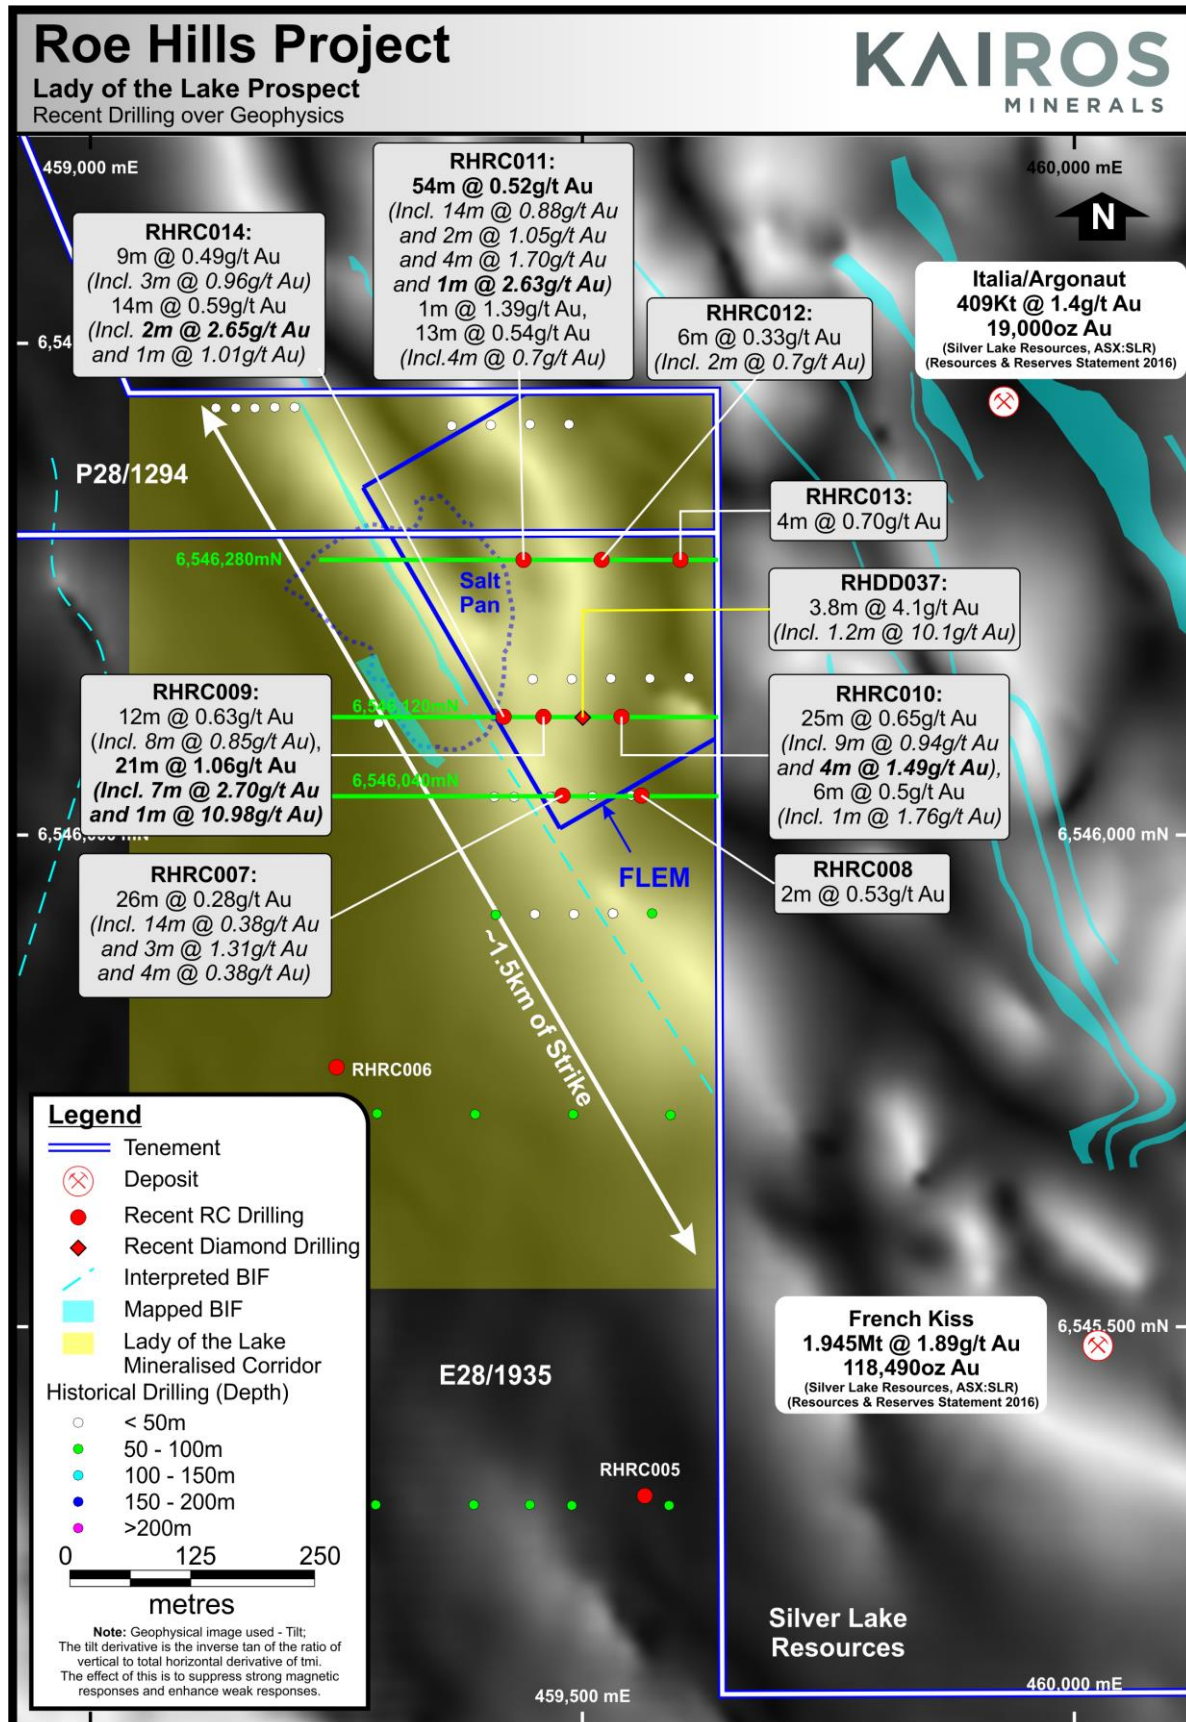 Roe Hills Project
Lady of the Lake Prospect
Recent Drilling over Geophysics
KAIROS
MINERALS
459,000 mE
460,000 mE
N
RHRC011:
54m @ 0.52g/t Au
(Incl. 14m @ 0.88g/t Au
and 2m @ 1.05g/t Au
and 4m @ 1.70g/t Au
and 1m @ 2.63g/t Au)
1m @ 1.39g/t Au,
13m @ 0.54g/t Au
(Incl.4m @ 0.7g/t Au)
RHRC014:
9m @ 0.49g/t Au
(Incl. 3m @ 0.96g/t Au)
14m @ 0.59g/t Au
(Incl. 2m @ 2.65g/t Au
and 1m @ 1.01g/t Au)
RHRC012:
6m @ 0.33g/t Au
(Incl. 2m @ 0.7g/t Au)
Italia/Argonaut
409Kt @ 1.4g/t Au
19,000oz Au
(Silver Lake Resources, ASX:SLR)
(Resources & Reserves Statement 2016)
6,54
P28/1294
RHRC013:
4m @ 0.70g/t Au
6,546,280mN
Salt
Pan
RHDD037:
3.8m @ 4.1g/t Au
(Incl. 1.2m @ 10.1g/t Au)
RHRC009:
12m @ 0.63g/t Au
(Incl. 8m @ 0.85g/t Au),
21m @ 1.06g/t Au
(Incl. 7m @ 2.70g/t Au
and 1m @ 10.98g/t Au)
6,546,120mN
RHRC010:
25m @ 0.65g/t Au
(Incl. 9m @ 0.94g/t Au
and 4m @ 1.49g/t Au),
6m @ 0.5g/t Au
(Incl. 1m @ 1.76g/t Au)
6,546,040mN
6,546,000 mN
6,546,000 mN
RHRC007:
26m @ 0.28g/t Au
(Incl. 14m @ 0.38g/t Au
and 3m @ 1.31g/t Au
and 4m @ 0.38g/t Au)
FLEM
RHRC008
2m @ 0.53g/t Au
~1.5km of Strike
RHRC006
Legend
Tenement
Deposit
Recent RC Drilling
Recent Diamond Drilling
Interpreted BIF
Mapped BIF
Lady of the Lake
Mineralised Corridor
Historical Drilling (Depth)
< 50m
50 - 100m
100 - 150m
150 - 200m
>200m
0 125 250
metres
Note: Geophysical image used - Tilt;
The tilt derivative is the inverse tan of the ratio of
vertical to total horizontal derivative of tmi.
The effect of this is to suppress strong magnetic
responses and enhance weak responses.
French Kiss
1.945Mt @ 1.89g/t Au
118,490oz Au
(Silver Lake Resources, ASX:SLR)
(Resources & Reserves Statement 2016)
6,545,500 mN
E28/1935
RHRC005
Silver Lake
Resources
459,500 mE
460,000 mE